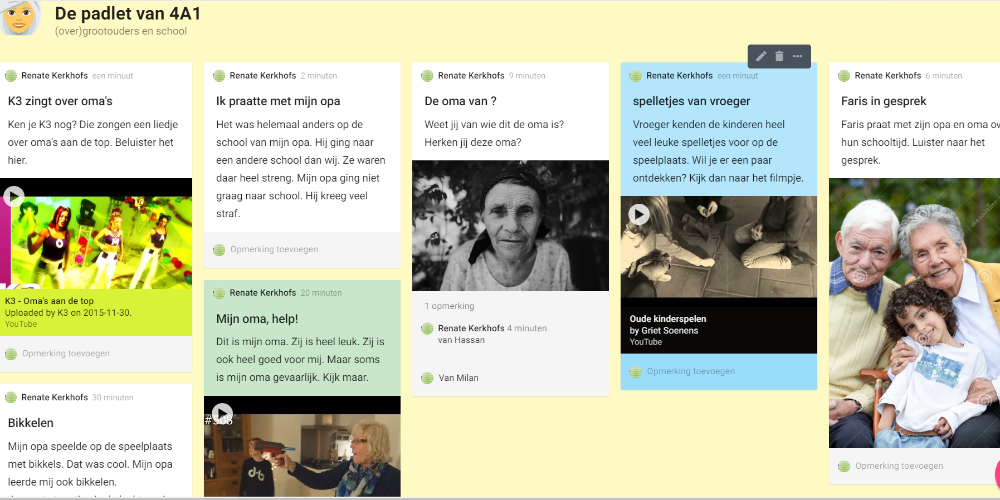 De padlet van 4A1
(over)grootouders en school
Renate Kerkhofs een minuut
K3 zingt over oma's
Ken je K3 nog? Die zongen een liedje
over oma's aan de top. Beluister het
hier.
O
M
A
K3 - Oma's aan de top
Uploaded by K3 on 2015-11-30.
YouTube
Opmerking toevoegen
Renate Kerkhofs 30 minuten
Bikkelen
Mijn opa speelde op de speelplaats
met bikkels. Dat was cool. Mijn opa
leerde mij ook bikkelen.
Renate Kerkhofs 2 minuten
Ik praatte met mijn opa
Het was helemaal anders op de
school van mijn opa. Hij ging naar
een andere school dan wij. Ze waren
daar heel streng. Mijn opa ging niet
graag naar school. Hij kreeg veel
straf.
Opmerking toevoegen
Renate Kerkhofs 20 minuten
Mijn oma, help!
Dit is mijn oma. Zij is heel leuk. Zij is
ook heel goed voor mij. Maar soms
is mijn oma gevaarlijk. Kijk maar.
#508
Renate Kerkhofs 9 minuten
De oma van ?
Weet jij van wie dit de oma is?
Herken jij deze oma?
1 opmerking
Renate Kerkhofs 4 minuten
van Hassan
Van Milan
Renate Kerkhofs een minuut
spelletjes van vroeger
Vroeger kenden de kinderen heel
veel leuke spelletjes voor op de
speelplaats. Wil je er een paar
ontdekken? Kijk dan naar het filmpje.
Oude kinderspelen
by Griet Soenens
YouTube
Opmerking toevoegen
Renate Kerkhofs 6 minuten
Faris in gesprek
Faris praat met zijn opa en oma ov
hun schooltijd. Luister naar het
gesprek.
dreamstime
Opmerking toevoegen